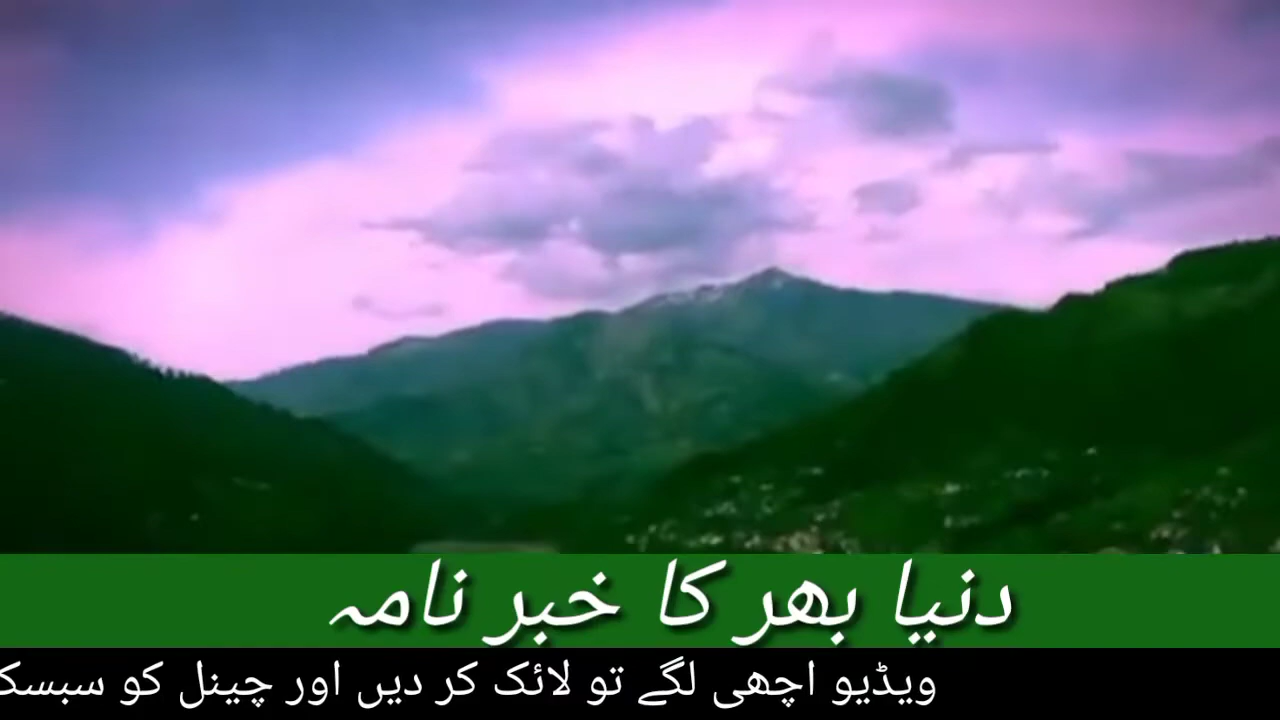 دنیا بھر کا خبر نامہ
ویڈیو اچھی لگے تو لائک کر دیں اور چینل کو